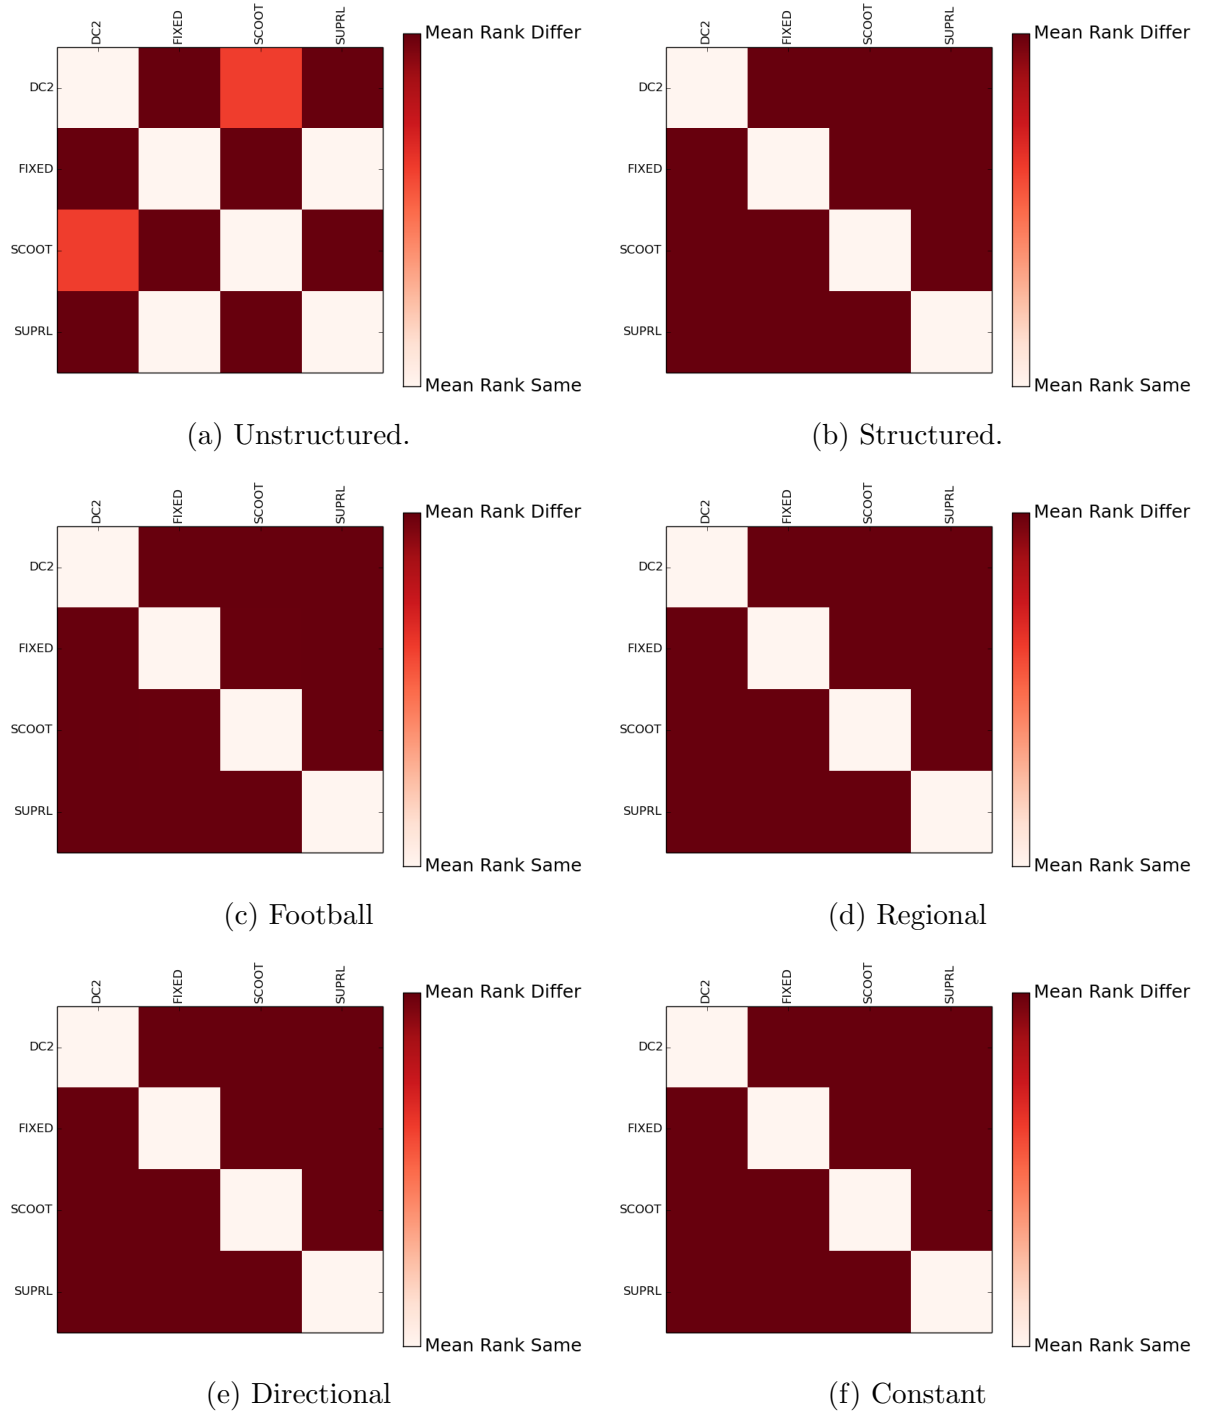 DC2 FIXED SCOOT SUPRL
Mean Rank Differ
DC2
FIXED
SCOOT
SUPRL
Mean Rank Same
(a) Unstructured.
DC2 FIXED SCOOT SUPRL
Mean Rank Differ
DC2
FIXED
SCOOT
SUPRL
Mean Rank Same
(b) Structured.
DC2 FIXED SCOOT SUPRL
Mean Rank Differ
DC2
FIXED
SCOOT
SUPRL
Mean Rank Same
(c) Football
DC2 FIXED SCOOT SUPRL
Mean Rank Differ
DC2
FIXED
SCOOT
SUPRL
Mean Rank Same
(d) Regional
DC2 FIXED SCOOT SUPRL
Mean Rank Differ
DC2
FIXED
SCOOT
SUPRL
Mean Rank Same
(e) Directional
DC2 FIXED SCOOT SUPRL
Mean Rank Differ
DC2
FIXED
SCOOT
SUPRL
Mean Rank Same
(f) Constant